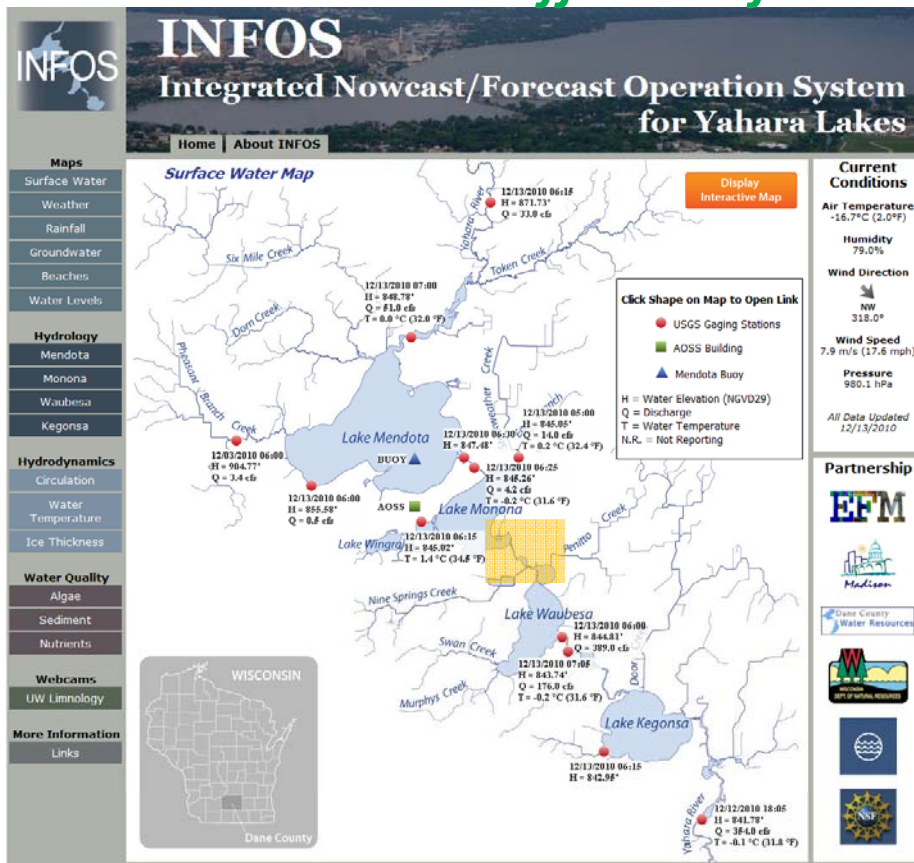 INFOS
INFOS
Integrated Nowcast/Forecast Operation System
for Yahara Lakes
Home
About INFOS
Maps
Surface Water
Weather
Rainfall
Groundwater
Beaches
Water Levels
Hydrology
Mendota
Monona
Waubesa
Kegonsa
Hydrodynamics
Circulation
Water
Temperature
Ice Thickness
Water Quality
Algae
Sediment
Nutrients
Webcams
UW Limnology
More Information
Links
Surface Water Map
Display
Interactive Map
12/13/2010 06:15
H = 871.73'
Q = 33.0 cfs
Yahara River
Token Creek
Six Mile Creek
12/13/2010 07:00
H = 848.78'
Q = 51.0 cfs
T = 0.0 °C (32.0 °F)
Dorn Creek
Pheasant Branch Creek
Click Shape on Map to Open Link
USGS Gaging Stations
AOSS Building
Mendota Buoy
H = Water Elevation (NGVD29)
Q = Discharge
T = Water Temperature
N.R. = Not Reporting
12/13/2010 05:00
H = 845.05'
Q = 14.0 cfs
T = 0.2 °C (32.4 °F)
Lake Mendota
12/13/2010 06:30
H = 847.48'
BUOY
12/03/2010 06:00
H = 904.77'
Q = 3.4 cfs
12/13/2010 06:25
H = 845.26'
Q = 4.2 cfs
T = -0.2 °C (31.6 °F)
12/13/2010 06:00
H = 855.58'
Q = 0.5 cfs
AOSS
Lake Monona
Lake Wingra
12/13/2010 06:15
H = 845.02'
T = 1.4 °C (34.5 °F)
Penitto Creek
Nine Springs Creek
Lake Waubesa
12/13/2010 06:00
H = 844.81'
Q = 389.0 cfs
Swan Creek
12/13/2010 07:05
H = 843.74'
Q = 176.0 cfs
T = -0.2 °C (31.6 °F)
Murphys Creek
Door
Lake Kegonsa
12/13/2010 06:15
H = 842.95'
Yahara River
12/12/2010 18:05
H = 841.78'
Q = 354.0 cfs
T = -0.1 °C (31.8 °F)
WISCONSIN
Dane County
Current
Conditions
Air Temperature
-16.7°C (2.0°F)
Humidity
79.0%
Wind Direction
NW
318.0°
Wind Speed
7.9 m/s (17.6 mph)
Pressure
980.1 hPa
All Data Updated
12/13/2010
Partnership
EFM
Madison
Dane County
Water Resources
WISCONSIN
DEPT. OF NATURAL RESOURCES
NSF